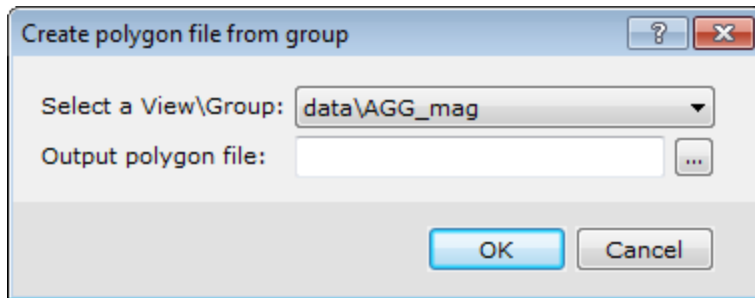 Create polygon file from group
?
Select a View\Group: data\AGG_mag
Output polygon file:
...
OK Cancel